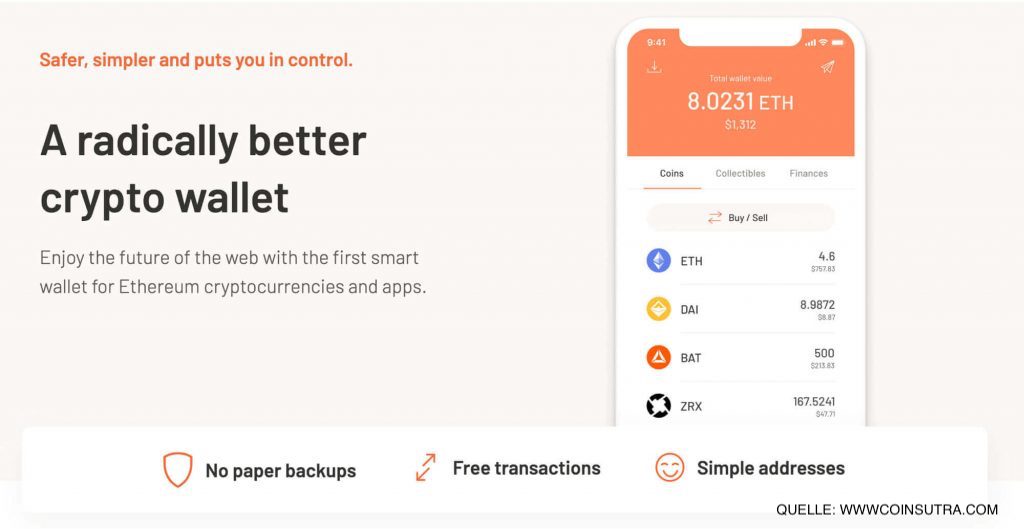 Safer, simpler and puts you in control.
A radically better
crypto wallet
Enjoy the future of the web with the first smart
wallet for Ethereum cryptocurrencies and apps.
9:41
Total wallet value
8.0231 ETH
$1,312
Coins Collectibles Finances
Buy / Sell
ETH 4.6
$757.83
DAI 8.9872
$8.87
BAT 500
$213.83
ZRX 167.5241
$47.71
No paper backups Free transactions Simple addresses
QUELLE: WWWCOINSUTRA.COM